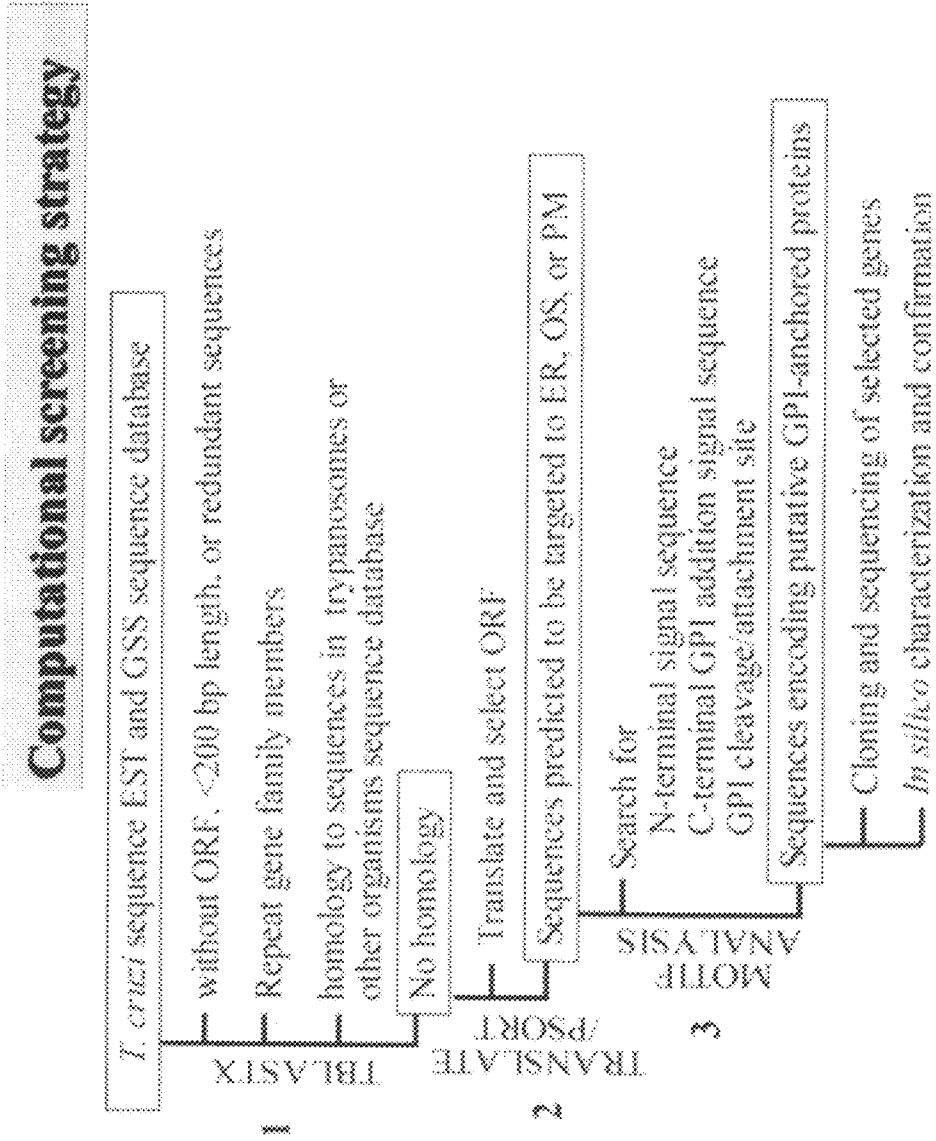 Computational screening strategy
T. cruzi sequence EST and GSS sequence database
1
TBLASTX
without ORF, <200 bp length, or redundant sequences
Repeat gene family members
homology to sequences in trypanosomes or
other organisms sequence database
No homology
2
TRANSLATE
/PSORT
Translate and select ORF
Sequences predicted to be targeted to ER, OS, or PM
3
MOTIF
ANALYSIS
Search for
N-terminal signal sequence
C-terminal GPI addition signal sequence
GPI cleavage/attachment site
Sequences encoding putative GPI-anchored proteins
Cloning and sequencing of selected genes
In silico characterization and confirmation